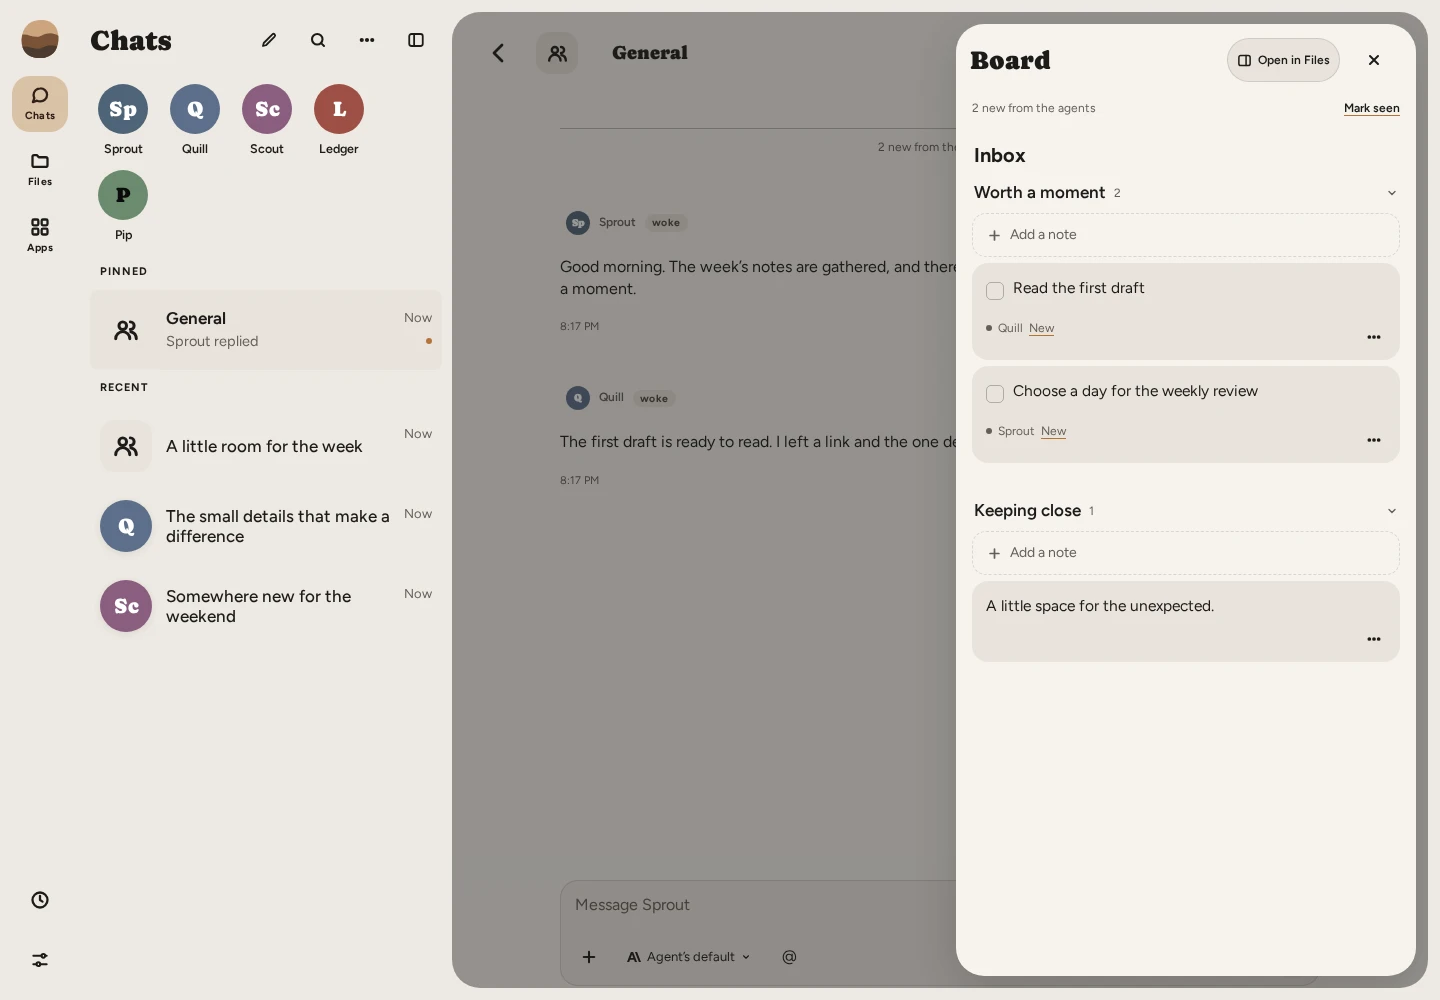 Chats
Chats
Files
Apps
Sp
Q
Sc
L
Sprout
Quill
Scout
Ledger
P
Pip
PINNED
General
Now
Sprout replied
RECENT
A little room for the week
Now
Q
The small details that make a
difference
Now
Sc
Somewhere new for the
weekend
Now
General
2 new from the
Sp
Sprout
woke
Good morning. The week's notes are gathered, and there
a moment.
8:17 PM
Q
Quill
woke
The first draft is ready to read. I left a link and the one de
8:17 PM
Message Sprout
Agent's default
@
Board
Open in Files
2 new from the agents
Mark seen
Inbox
Worth a moment 2
Add a note
Read the first draft
Quill New
Choose a day for the weekly review
Sprout New
Keeping close 1
Add a note
A little space for the unexpected.